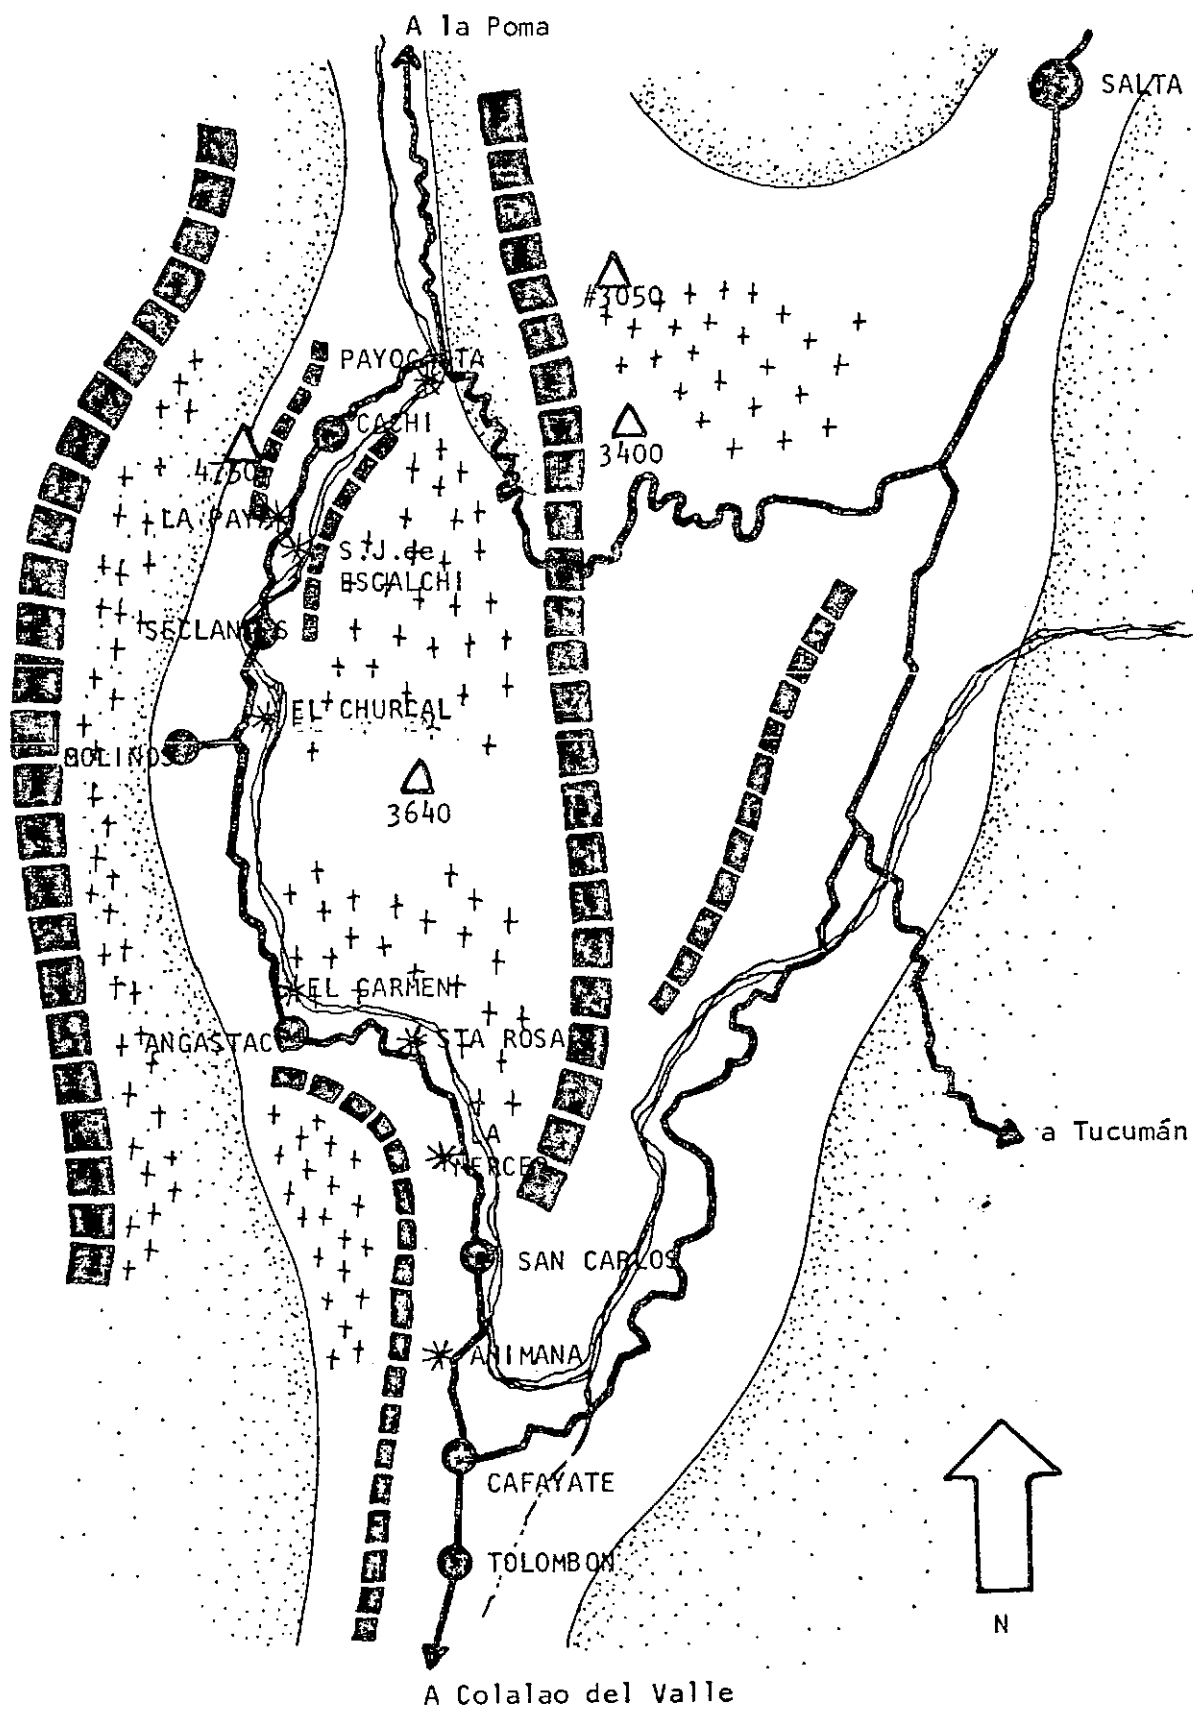 A la Poma
SALTA
#3050
PAYOGASTA
CACHI
3400
4750
LA PAYA
S.J.de
ESCALCHI
SECLANTAS
EL CHURCAL
MOLINOS
3640
EL CARMEN
ANGASTACO
STA ROSA
LA
MERCED
a Tucumán
SAN CARLOS
ANIMANA
CAFAYATE
TOLOMBON
N
A Colalao del Valle